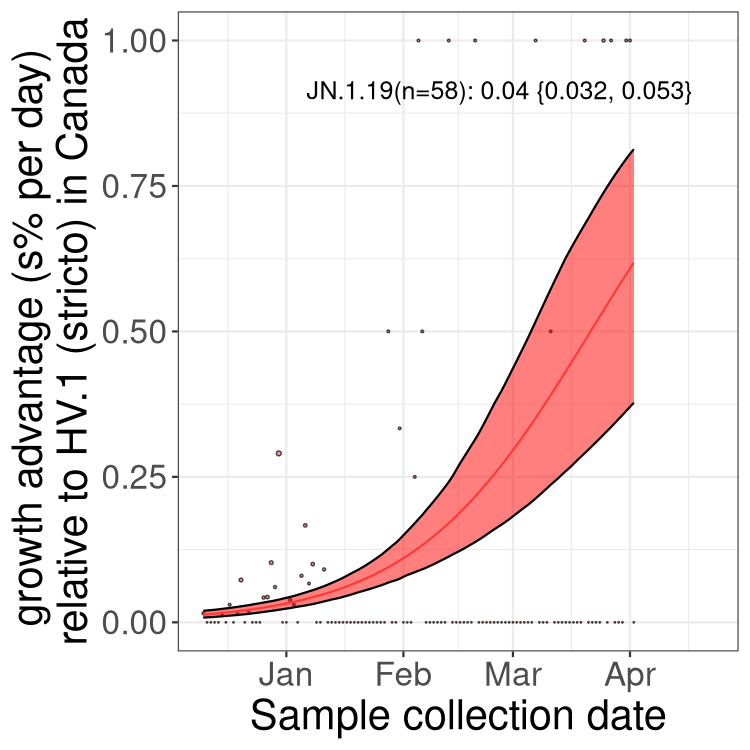 growth advantage (s% per day)
relative to HV.1 (stricto) in Canada
1.00
0.75
0.50
0.25
0.00
JN.1.19(n=58): 0.04 {0.032, 0.053}
Jan Feb Mar Apr
Sample collection date